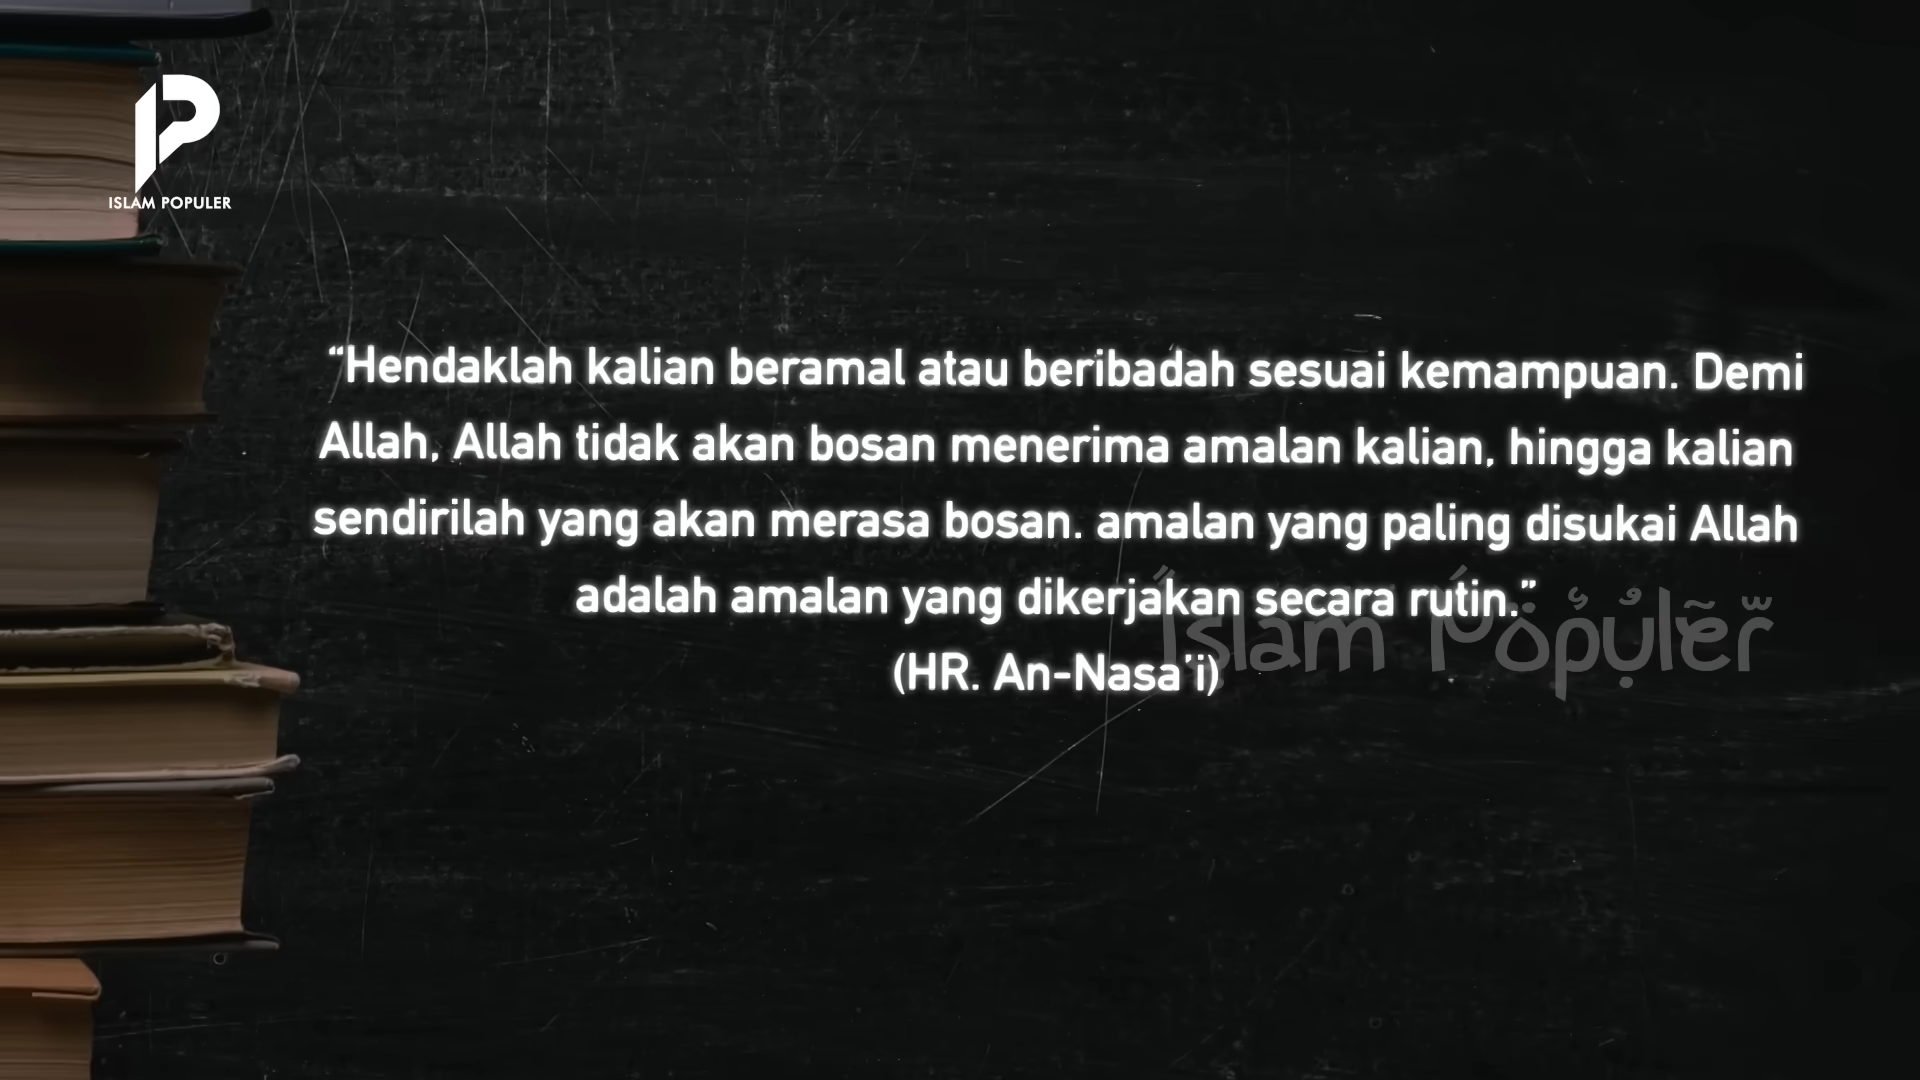 ISLAM POPULER
“Hendaklah kalian beramal atau beribadah sesuai kemampuan. Demi
Allah, Allah tidak akan bosan menerima amalan kalian, hingga kalian
sendirilah yang akan merasa bosan. amalan yang paling disukai Allah
adalah amalan yang dikerjakan secara rutin.”
(HR. An-Nasa'i)
Islam Populer